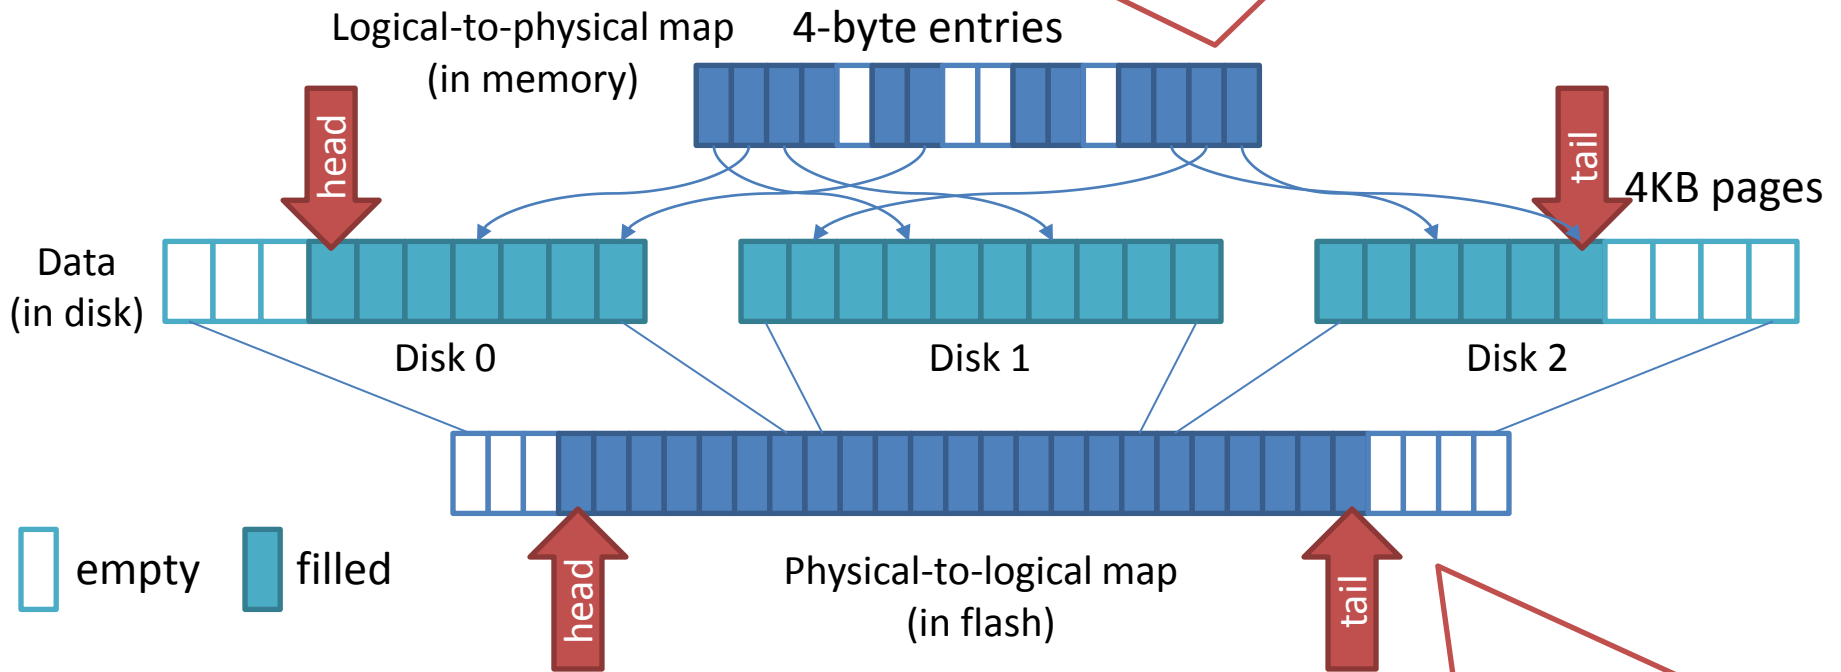 Logical-to-physical map
(in memory)
4-byte entries
head
tail
4KB pages
Data
(in disk)
Disk 0
Disk 1
Disk 2
empty
filled
head
Physical-to-logical map
(in flash)
tail